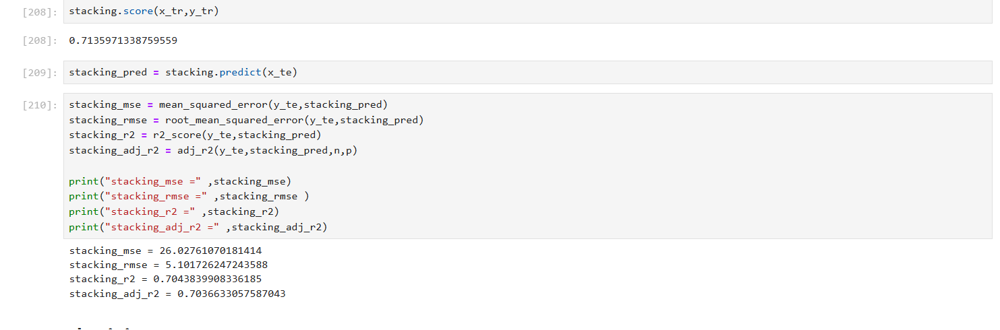 [208]: stacking.score(x_tr,y_tr)
[208]: 0.7135971338759559
[209]: stacking_pred = stacking.predict(x_te)
[210]: stacking_mse = mean_squared_error(y_te,stacking_pred)
stacking_rmse = root_mean_squared_error(y_te,stacking_pred)
stacking_r2 = r2_score(y_te,stacking_pred)
stacking_adj_r2 = adj_r2(y_te,stacking_pred,n,p)
print("stacking_mse =" ,stacking_mse)
print("stacking_rmse =" ,stacking_rmse )
print("stacking_r2 =" ,stacking_r2)
print("stacking_adj_r2 =" ,stacking_adj_r2)
stacking_mse = 26.02761070181414
stacking_rmse = 5.101726247243588
stacking_r2 = 0.7043839908336185
stacking_adj_r2 = 0.7036633057587043